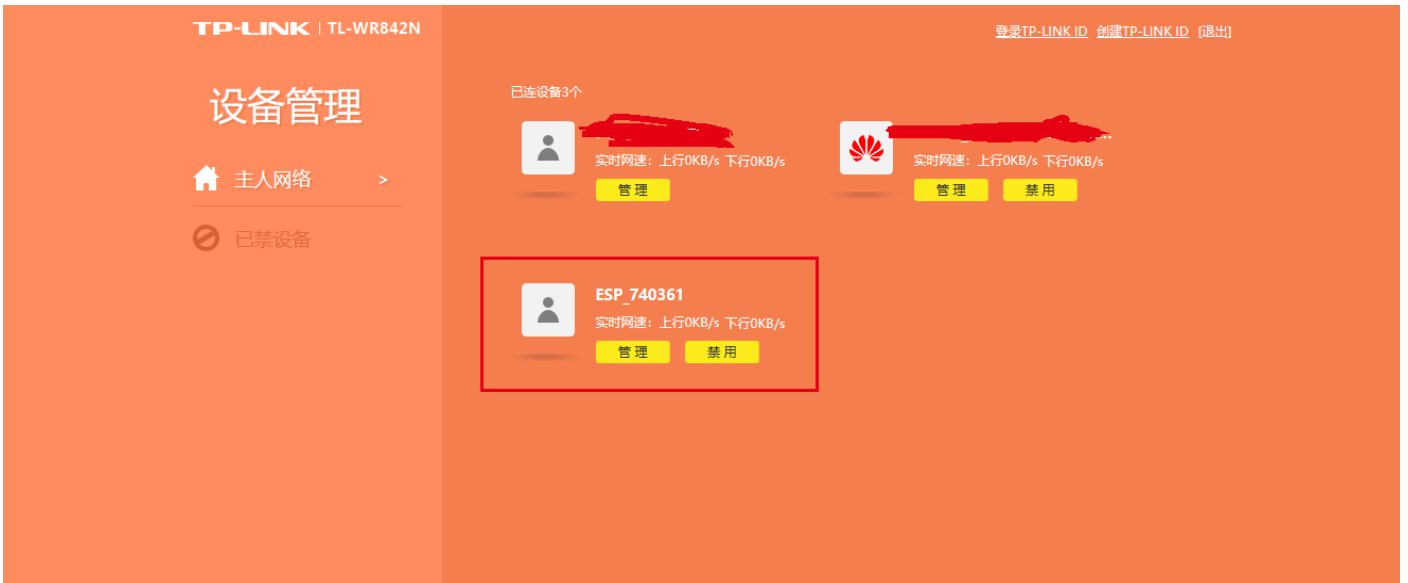 TP-LINK | TL-WR842N
登录TP-LINK ID 创建TP-LINK ID [退出]
设备管理
主人网络 >
已禁设备
已连设备3个
实时网速：上行0KB/s 下行0KB/s
管理
实时网速：上行0KB/s 下行0KB/s
管理 禁用
ESP_740361
实时网速：上行0KB/s 下行0KB/s
管理 禁用